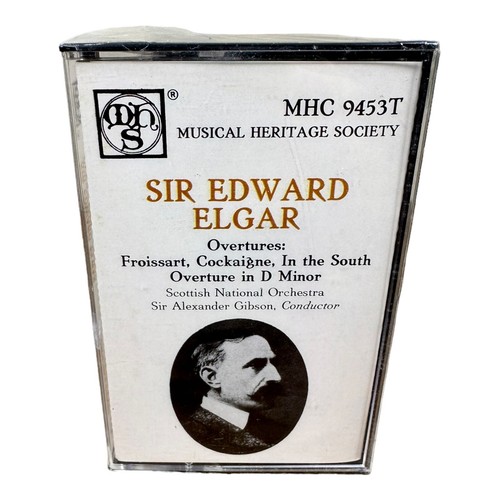 mhs ®
MHC 9453T
MUSICAL HERITAGE SOCIETY
SIR EDWARD
ELGAR
Overtures:
Froissart, Cockaigne, In the South
Overture in D Minor
Scottish National Orchestra
Sir Alexander Gibson, Conductor